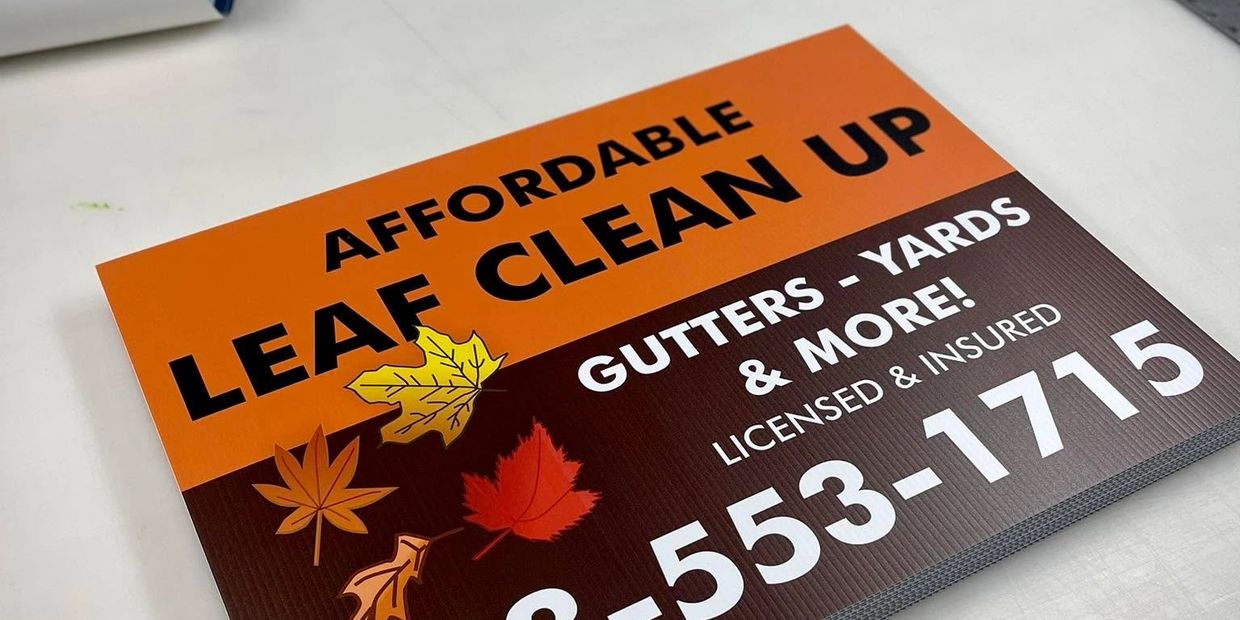 AFFORDABLE
LEAF CLEAN UP
GUTTERS - YARDS
& MORE!
LICENSED & INSURED
-553-1715